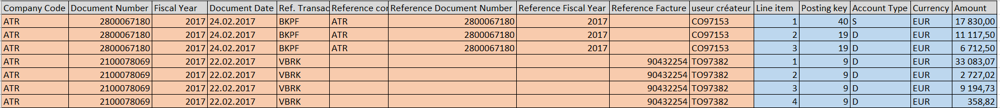 Company Code Document Number Fiscal Year Document Date Ref. Transac Reference cor Reference Document Number Reference Fiscal Year Reference Facture useur créateur Line item Posting key Account Type Currency Amount
ATR 2800067180 2017 24.02.2017 BKPF ATR 2800067180 2017 CO97153 1 40 S EUR 17 830,00
ATR 2800067180 2017 24.02.2017 BKPF ATR 2800067180 2017 CO97153 2 19 D EUR 11 117,50
ATR 2800067180 2017 24.02.2017 BKPF ATR 2800067180 2017 CO97153 3 19 D EUR 6 712,50
ATR 2100078069 2017 22.02.2017 VBRK 90432254 TO97382 1 9 D EUR 33 083,07
ATR 2100078069 2017 22.02.2017 VBRK 90432254 TO97382 2 9 D EUR 2 727,02
ATR 2100078069 2017 22.02.2017 VBRK 90432254 TO97382 3 9 D EUR 9 194,73
ATR 2100078069 2017 22.02.2017 VBRK 90432254 TO97382 4 9 D EUR 358,82